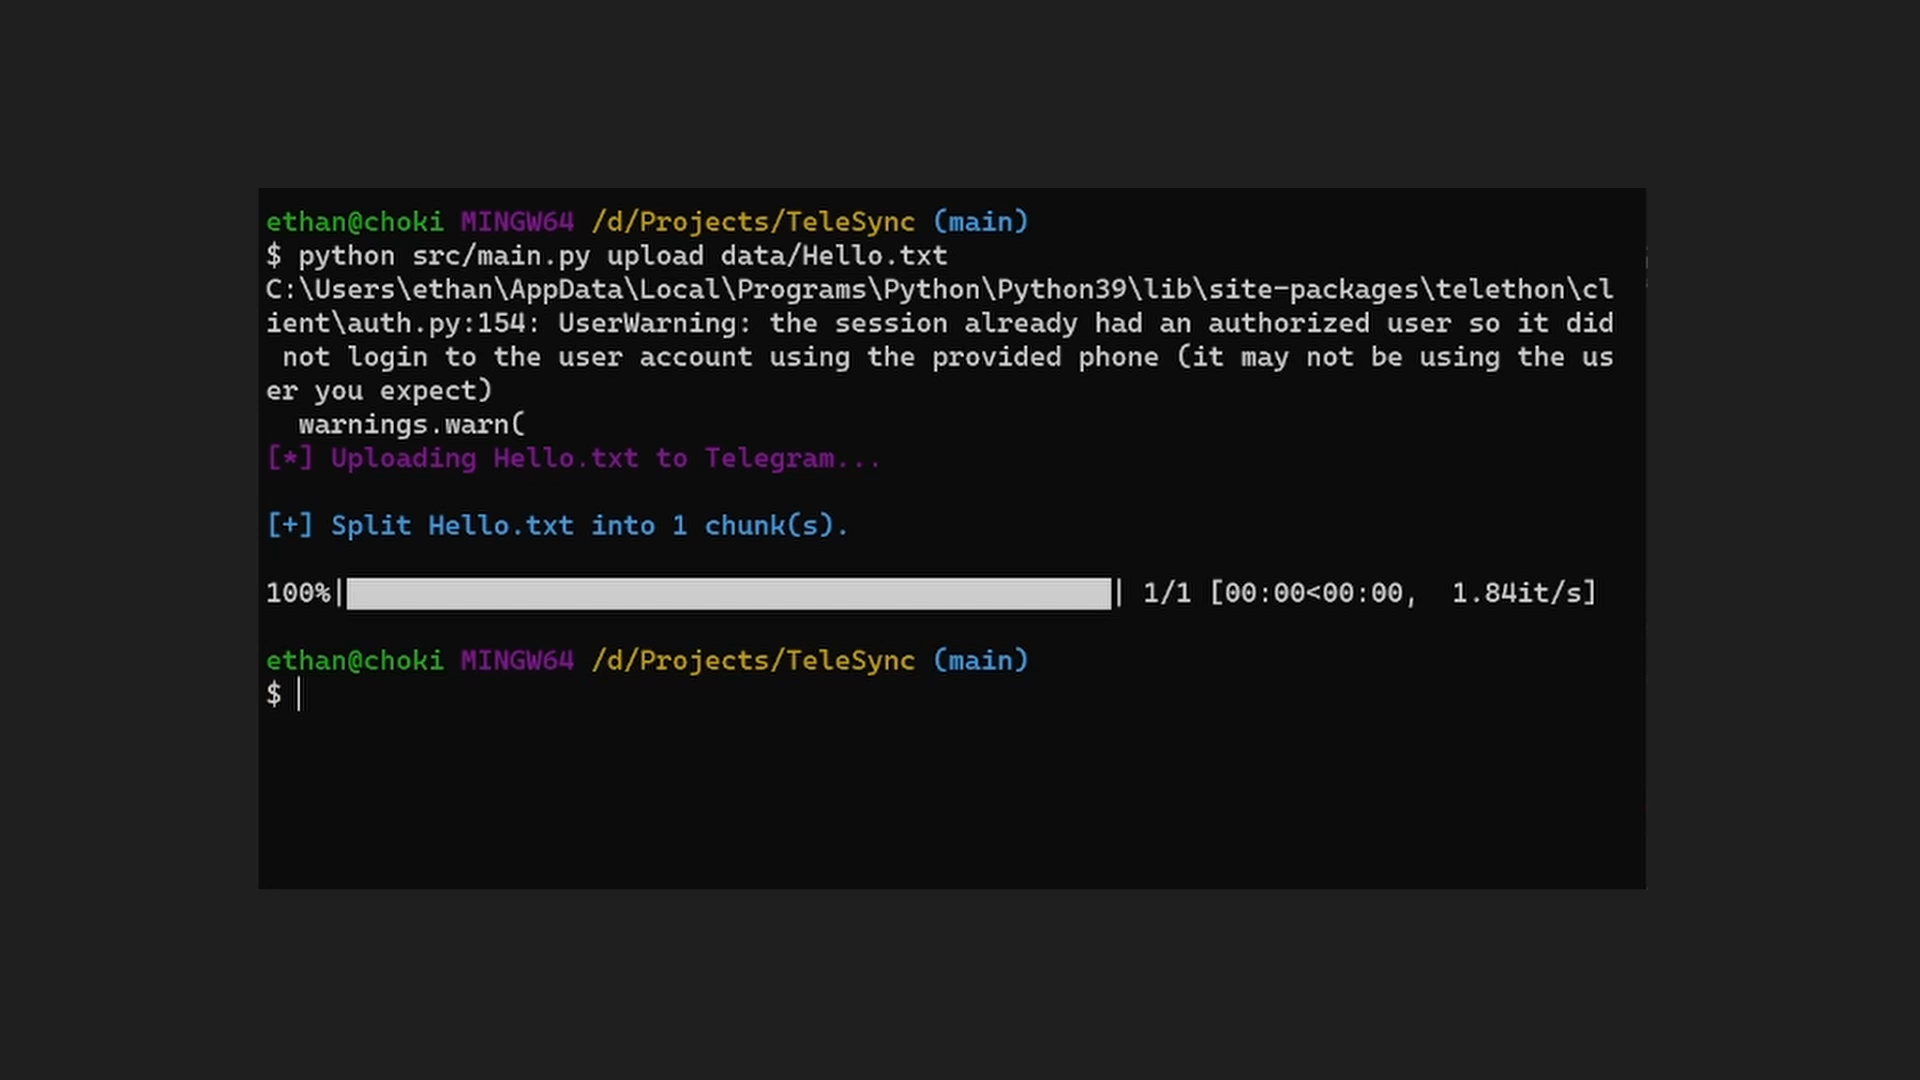 ethan@choki MINGW64 /d/Projects/TeleSync (main)
$ python src/main.py upload data/Hello.txt
C:\Users\ethan\AppData\Local\Programs\Python\Python39\lib\site-packages\telethon\cl
ient\auth.py:154: UserWarning: the session already had an authorized user so it did
 not login to the user account using the provided phone (it may not be using the us
er you expect)
  warnings.warn(
[*] Uploading Hello.txt to Telegram...
[+] Split Hello.txt into 1 chunk(s).
100%|| 1/1 [00:00<00:00,  1.84it/s]
ethan@choki MINGW64 /d/Projects/TeleSync (main)
$